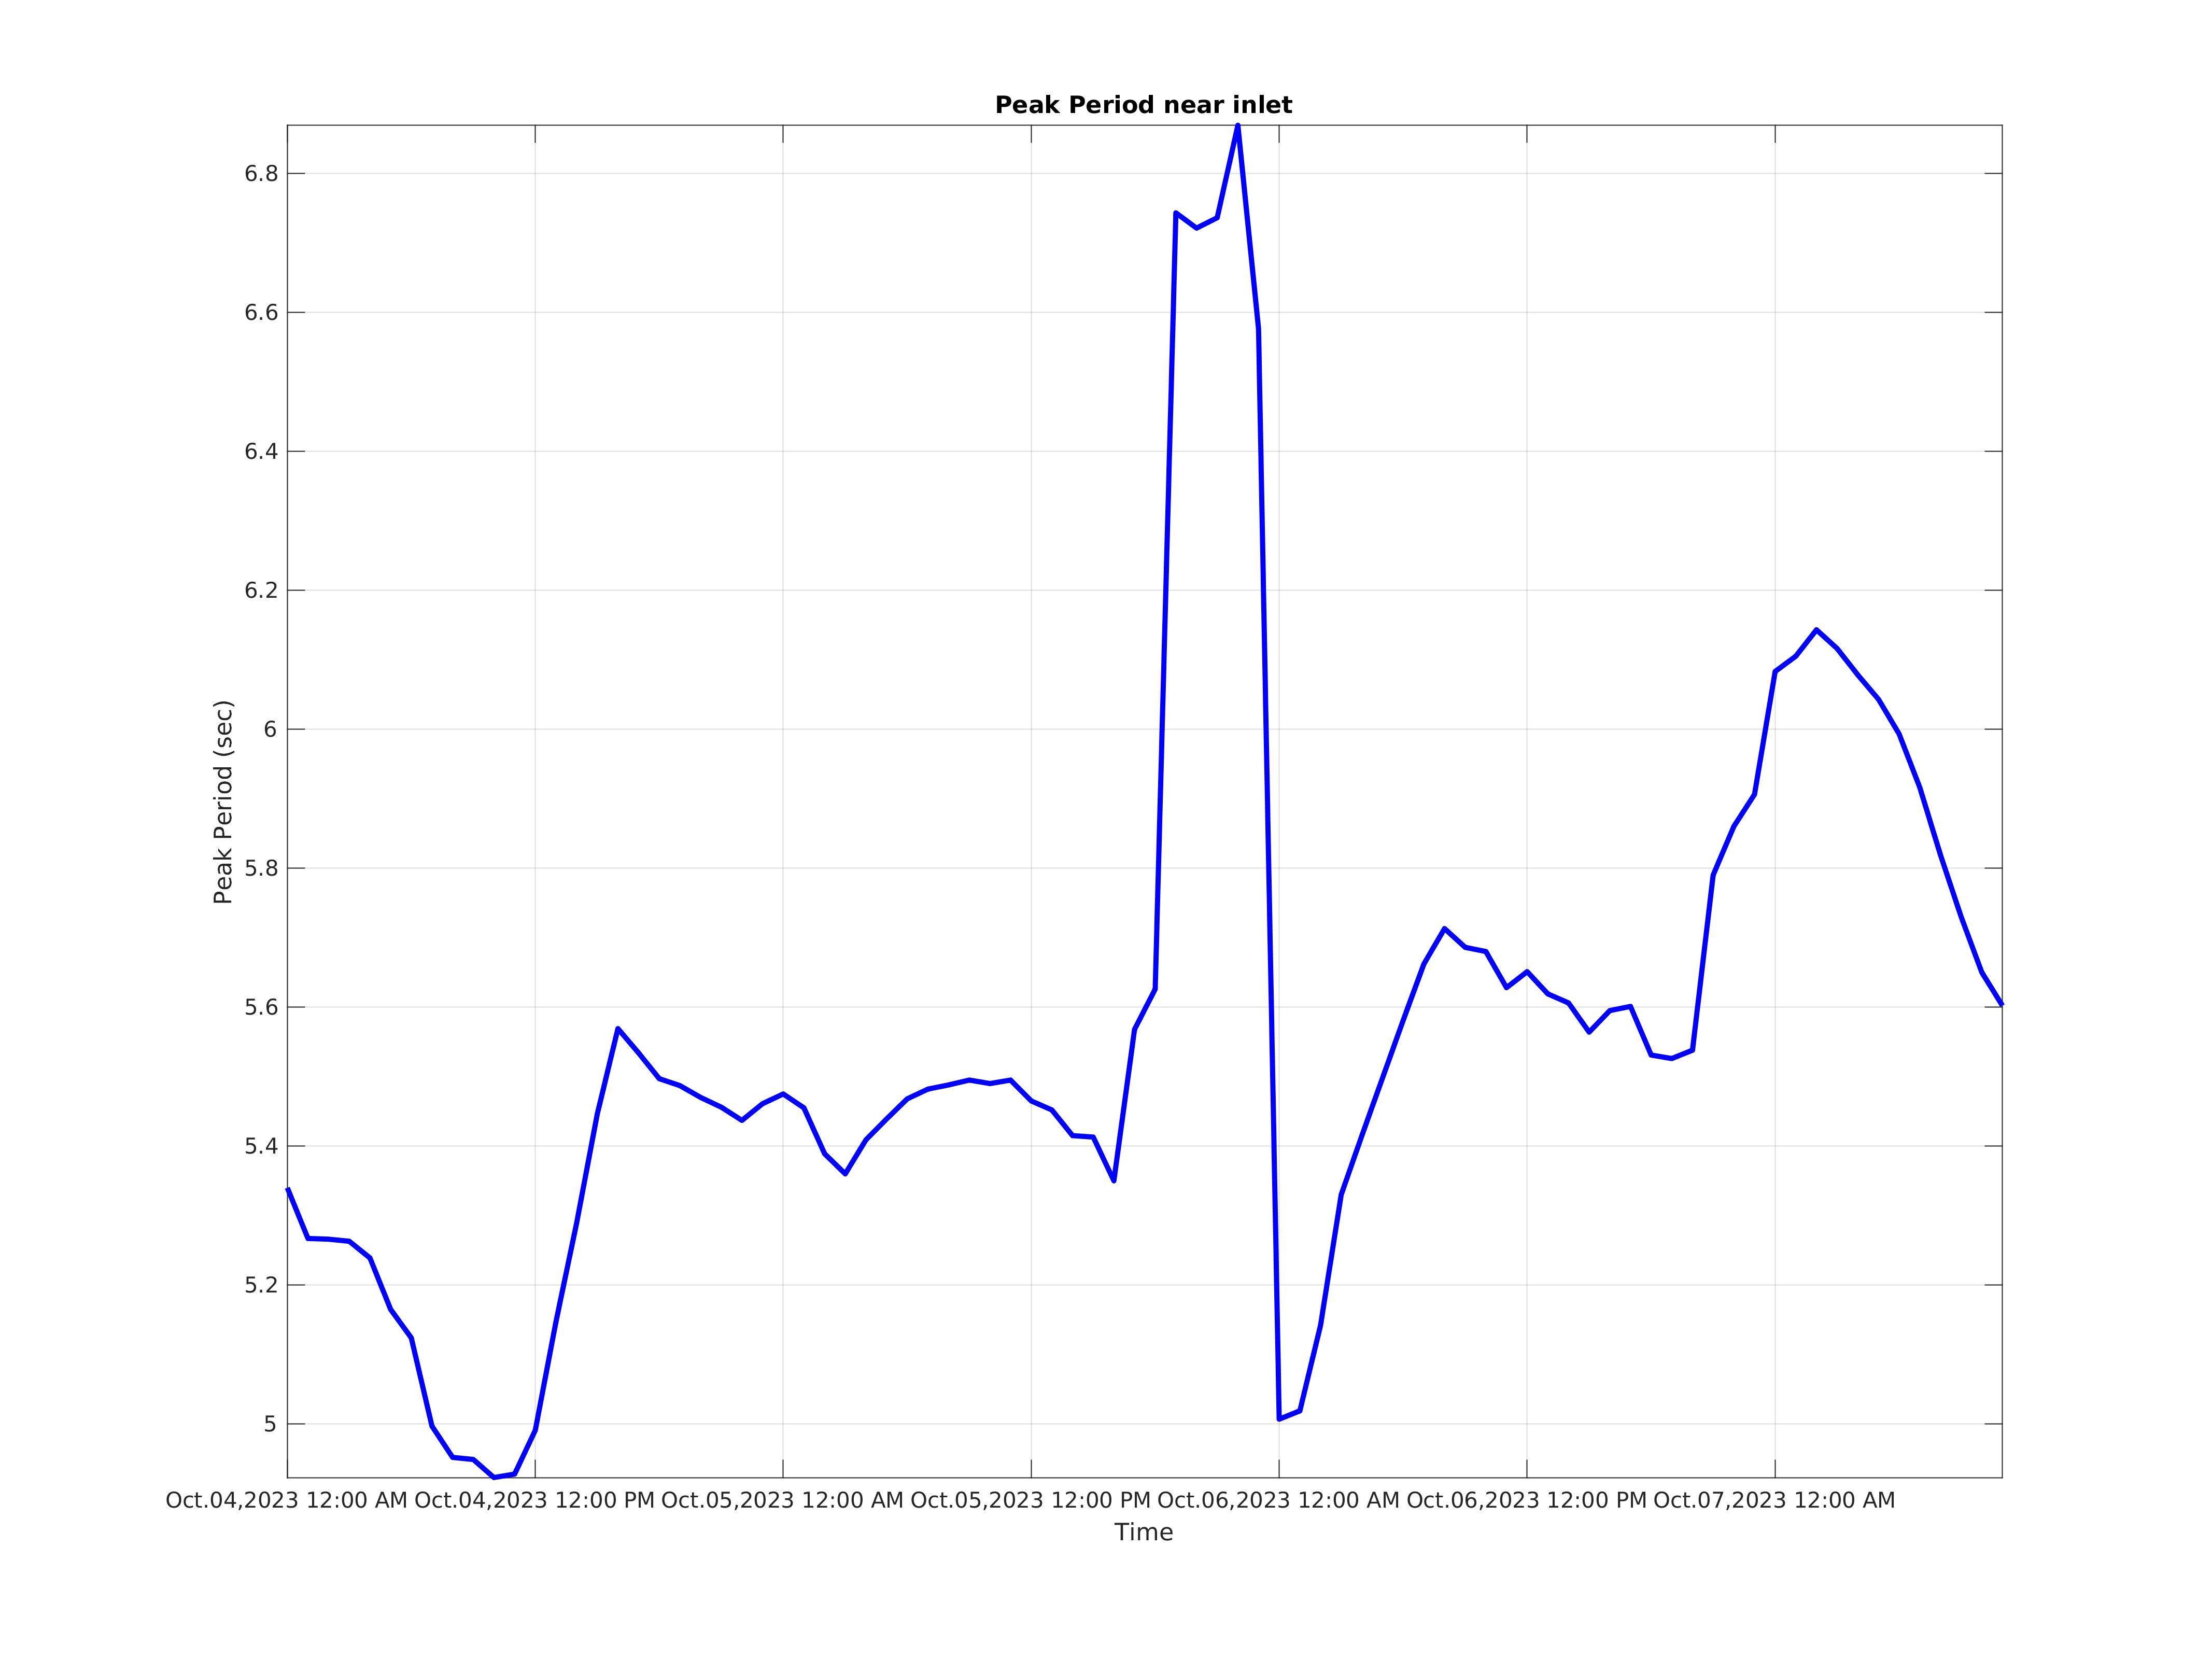 Peak Period near inlet
6.8
6.6
6.4
6.2
6
5.8
5.6
5.4
5.2
5
Peak Period (sec)
Oct.04,2023 12:00 AM Oct.04,2023 12:00 PM Oct.05,2023 12:00 AM Oct.05,2023 12:00 PM Oct.06,2023 12:00 AM Oct.06,2023 12:00 PM Oct.07,2023 12:00 AM
Time